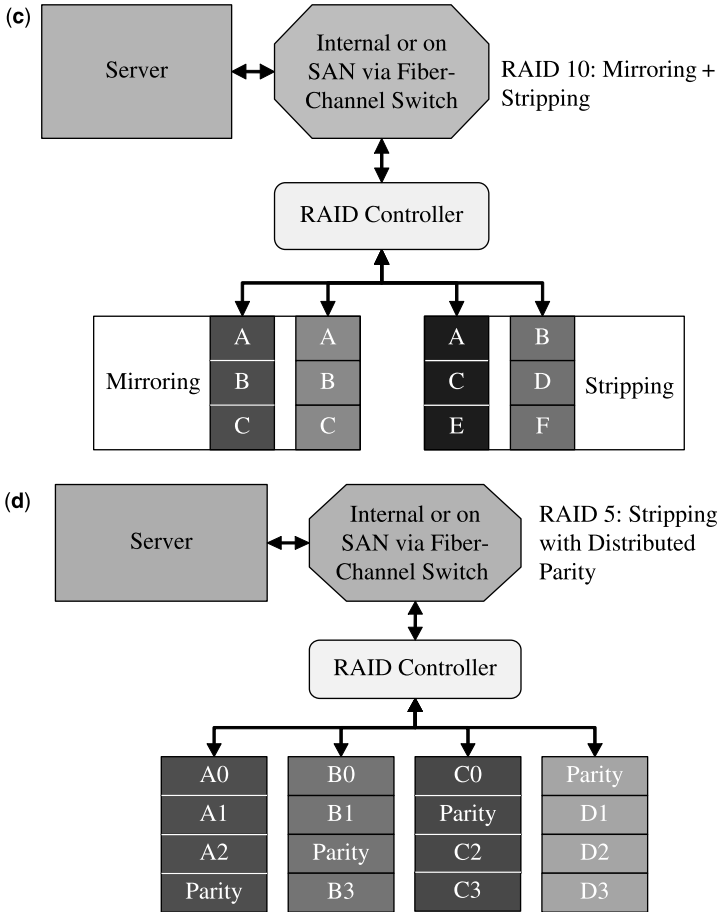 (c)
Server
Internal or on
SAN via Fiber-
Channel Switch
RAID 10: Mirroring +
Stripping
RAID Controller
Mirroring
A
B
C
A
B
C
A
C
E
B
D
F
Stripping
(d)
Server
Internal or on
SAN via Fiber-
Channel Switch
RAID 5: Stripping
with Distributed
Parity
RAID Controller
A0
A1
A2
Parity
B0
B1
Parity
B3
C0
Parity
C2
C3
Parity
D1
D2
D3